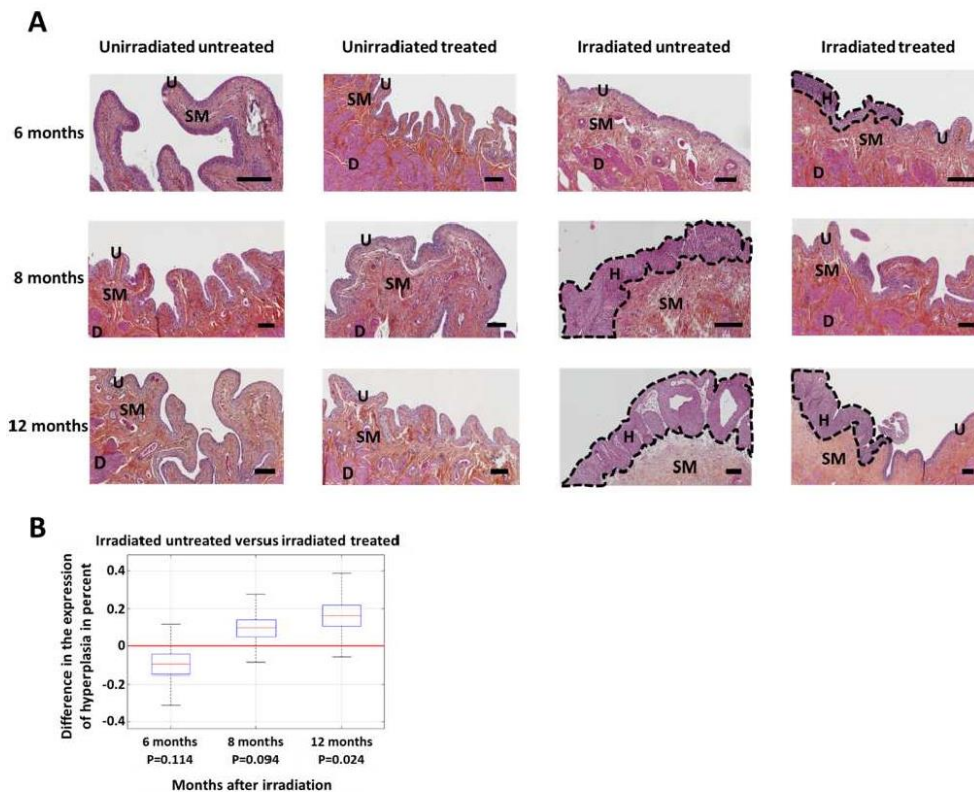 A
Unirradiated untreated Unirradiated treated Irradiated untreated Irradiated treated
6 months
U SM
U SM D
U SM D
H SM U D
8 months
U SM D
U SM D
H SM
U SM D
12 months
U SM D
U SM D
H SM
H SM U
B
Irradiated untreated versus irradiated treated
Difference in the expression
of hyperplasia in percent
0.4
0.2
0
-0.2
-0.4
6 months 8 months 12 months
P=0.114 P=0.094 P=0.024
Months after irradiation